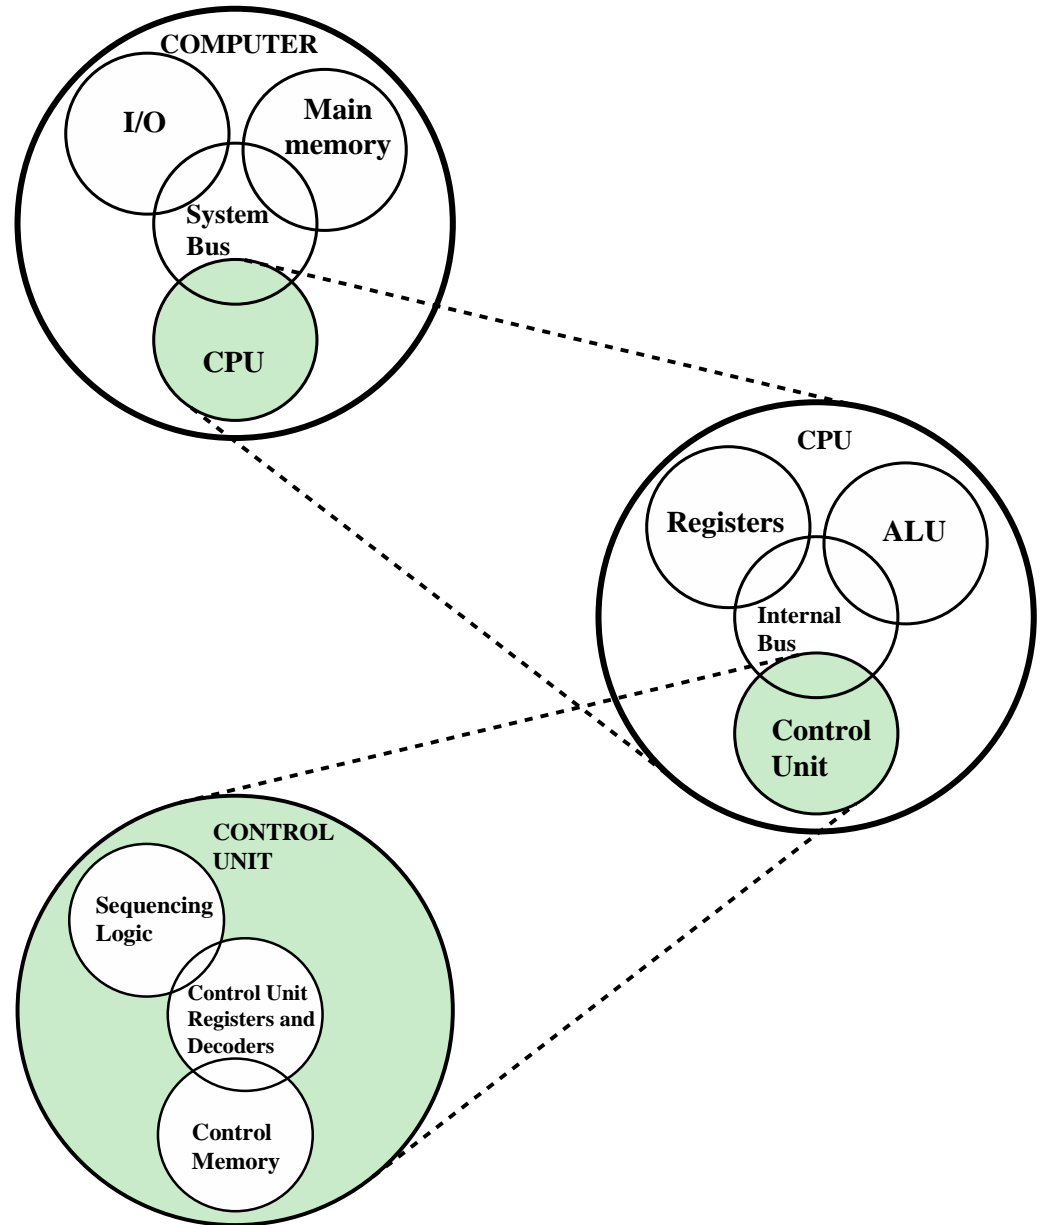 COMPUTER
I/O
Main
memory
System
Bus
CPU
CPU
Registers
ALU
Internal
Bus
Control
Unit
CONTROL
UNIT
Sequencing
Logic
Control Unit
Registers and
Decoders
Control
Memory